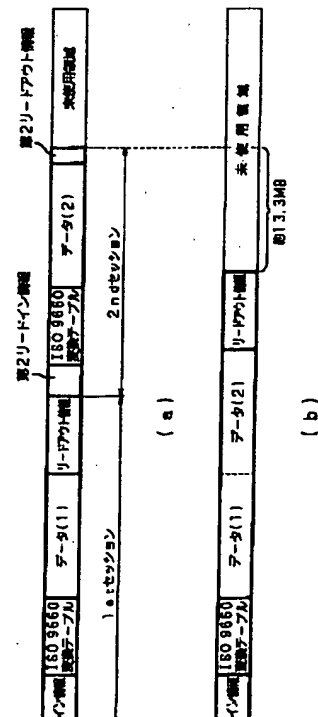 第2リードイン情報
第2リードアウト情報
イン情報
ISO 9660
変換テーブル
データ(1)
リードアウト情報
ISO 9660
変換テーブル
データ(2)
未使用領域
1stセッション
2ndセッション
(a)
イン情報
ISO 9660
変換テーブル
データ(1)
データ(2)
リードアウト情報
未使用領域
約13.3MB
(b)